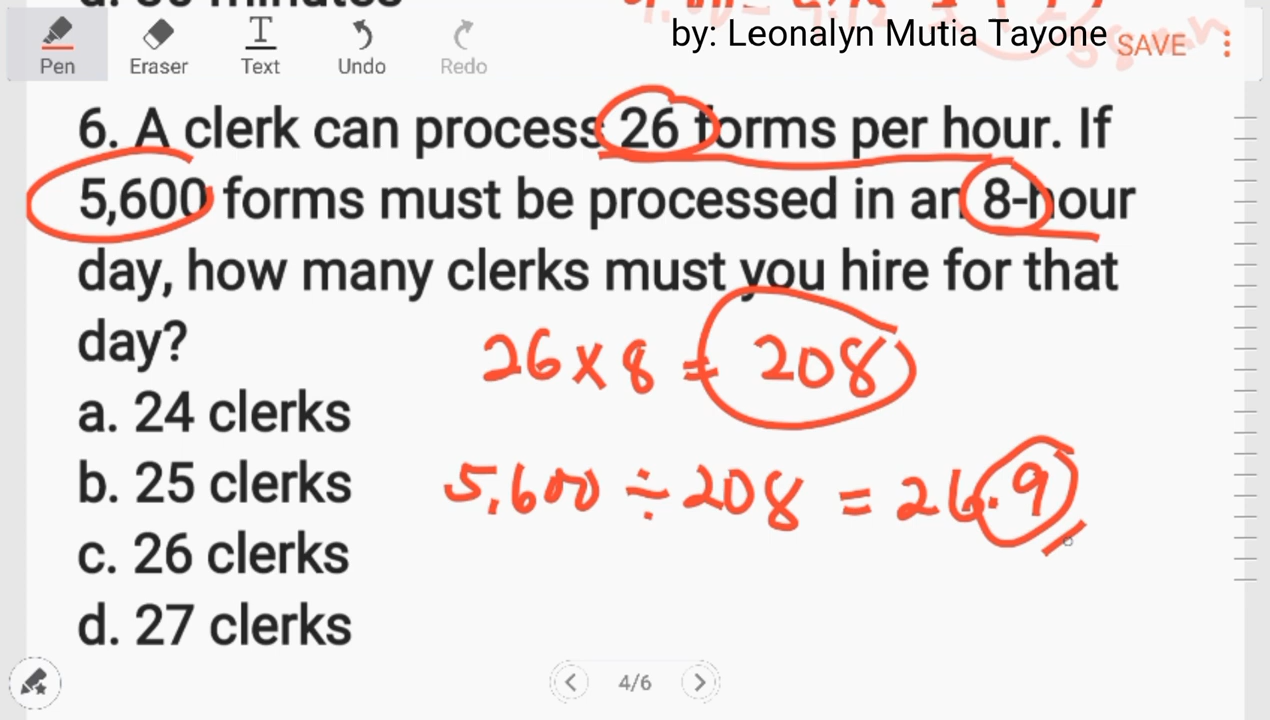 d. 30 minutes
by: Leonalyn Mutia Tayone
SAVE
Pen
Eraser
Text
Undo
Redo
6. A clerk can process 26 forms per hour. If
5,600 forms must be processed in an 8-hour
day, how many clerks must you hire for that
day?
26 x 8 = 208
a. 24 clerks
b. 25 clerks
5,600 ÷ 208 = 26.9
c. 26 clerks
d. 27 clerks
4/6